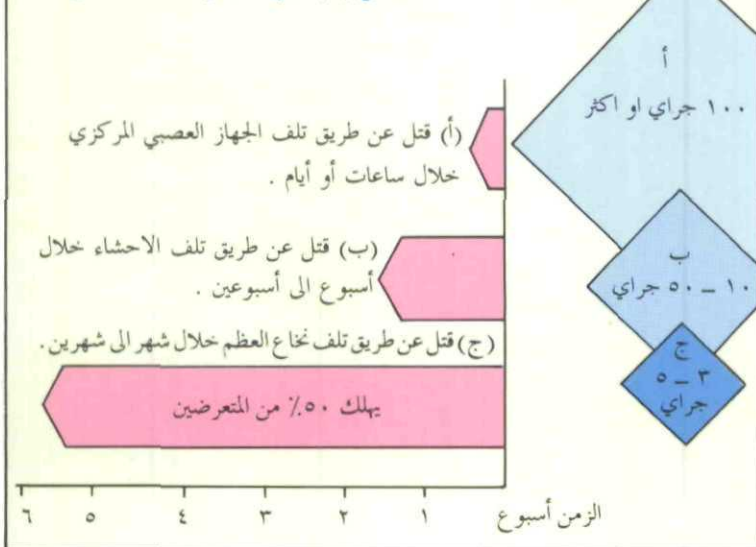 أ
١٠٠ جراي او اكثر
(أ) قتل عن طريق تلف الجهاز العصبي المركزي
خلال ساعات أو أيام .
ب
١٠ – ٥٠ جراي
(ب) قتل عن طريق تلف الاحشاء خلال
أسبوع الى أسبوعين .
ج
٣ – ٥
جراي
(ج) قتل عن طريق تلف نخاع العظم خلال شهر الى شهرين .
يهلك ٥٠٪ من المتعرضين
الزمن أسبوع ١ ٢ ٣ ٤ ٥ ٦